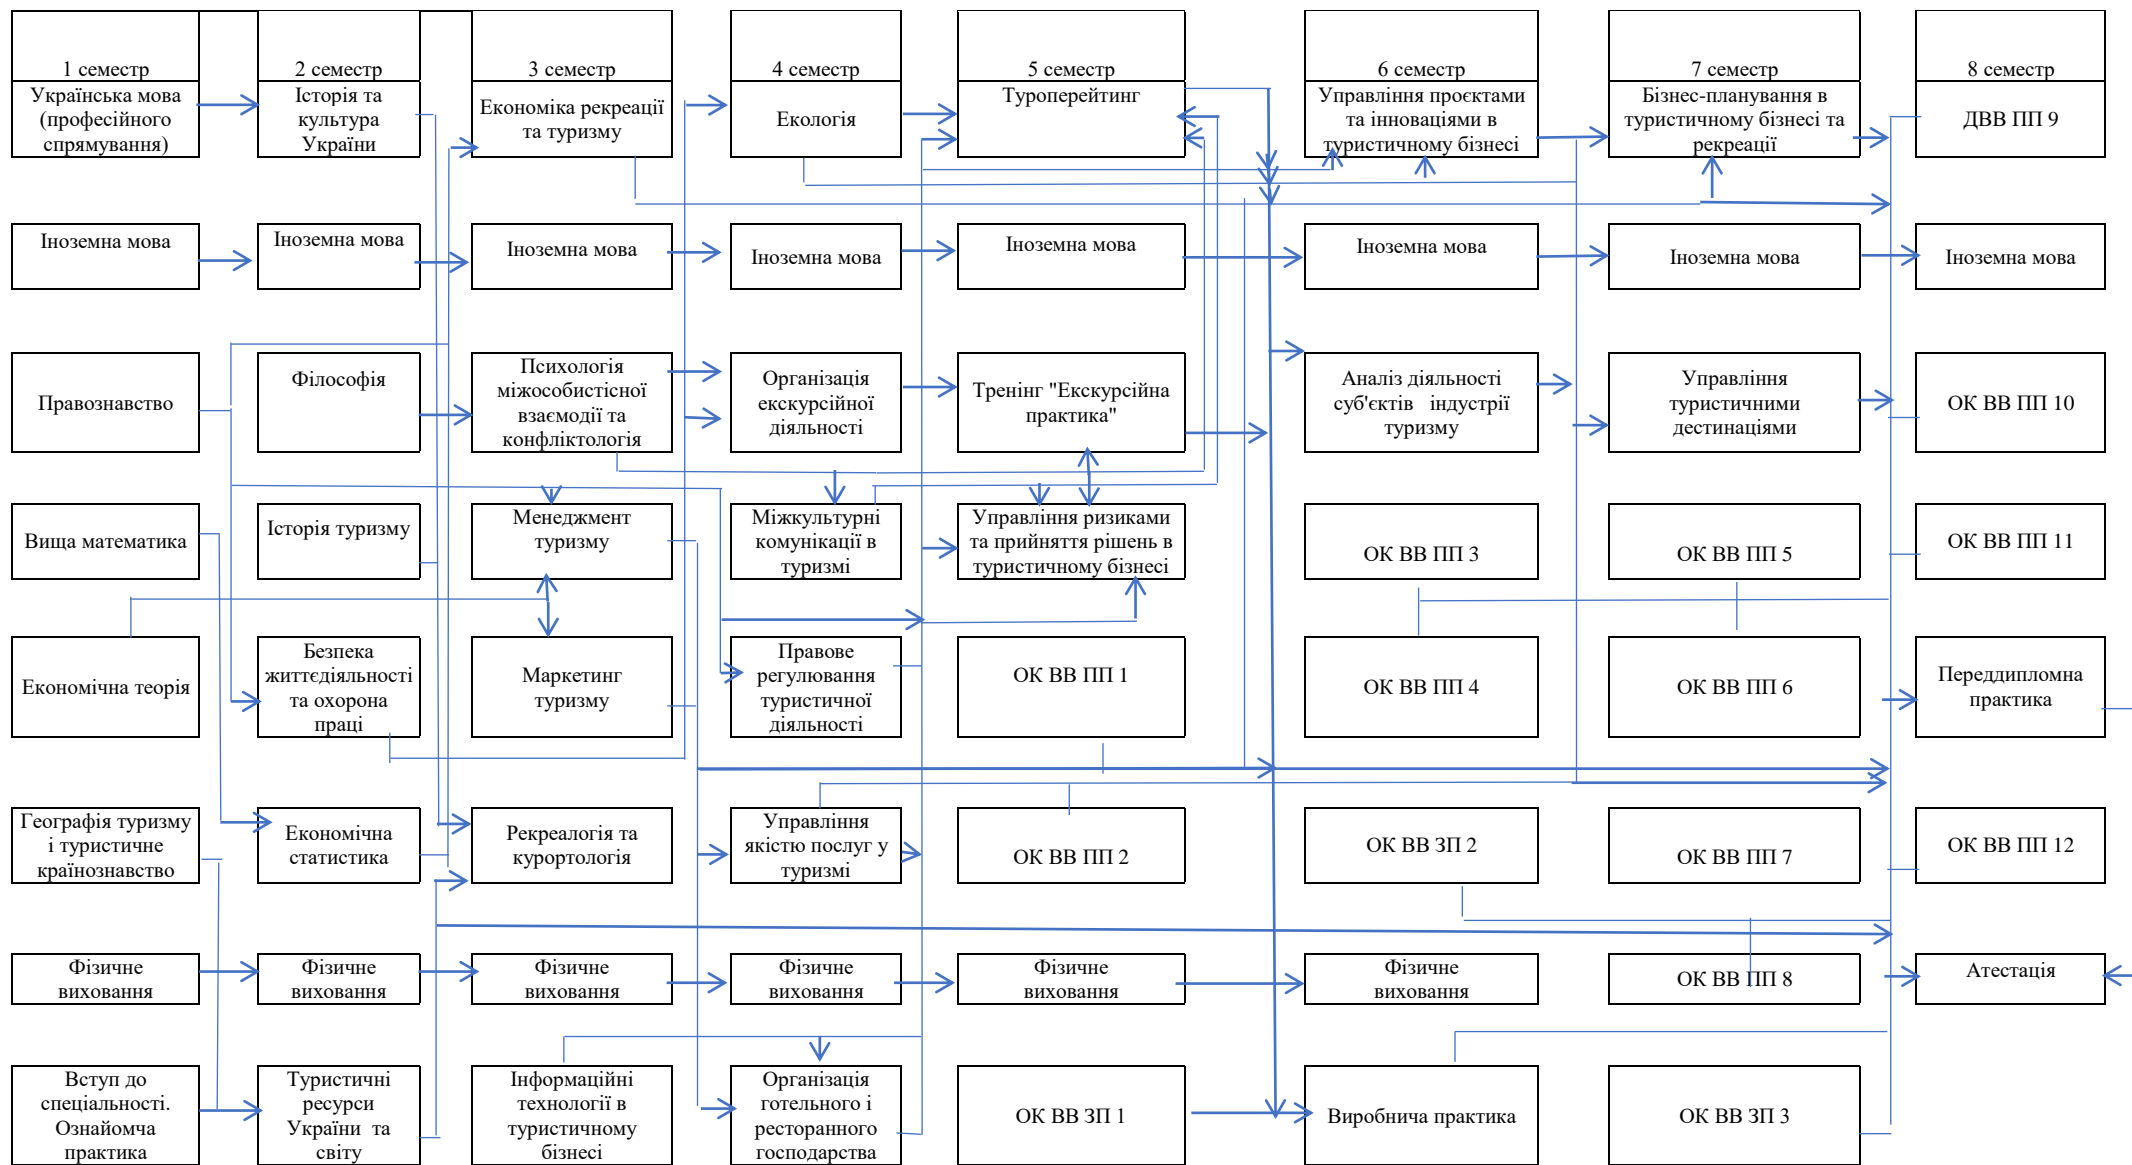 1 семестр
2 семестр
3 семестр
4 семестр
5 семестр
6 семестр
7 семестр
8 семестр
Українська мова
(професійного
спрямування)
Історія та
культура
України
Економіка рекреації
та туризму
Екологія
Туроперейтинг
Управління проєктами
та інноваціями в
туристичному бізнесі
Бізнес-планування в
туристичному бізнесі та
рекреації
ДВВ ПП 9
Іноземна мова
Іноземна мова
Іноземна мова
Іноземна мова
Іноземна мова
Іноземна мова
Іноземна мова
Іноземна мова
Правознавство
Філософія
Психологія
міжособистісної
взаємодії та
конфліктологія
Організація
екскурсійної
діяльності
Тренінг "Екскурсійна
практика"
Аналіз діяльності
суб'єктів індустрії
туризму
Управління
туристичними
дестинаціями
ОК ВВ ПП 10
Вища математика
Історія туризму
Менеджмент
туризму
Міжкультурні
комунікації в
туризмі
Управління ризиками
та прийняття рішень в
туристичному бізнесі
ОК ВВ ПП 3
ОК ВВ ПП 5
ОК ВВ ПП 11
Економічна теорія
Безпека
життєдіяльності
та охорона
праці
Маркетинг
туризму
Правове
регулювання
туристичної
діяльності
ОК ВВ ПП 1
ОК ВВ ПП 4
ОК ВВ ПП 6
Переддипломна
практика
Географія туризму
і туристичне
країнознавство
Економічна
статистика
Рекреалогія та
курортологія
Управління
якістю послуг у
туризмі
ОК ВВ ПП 2
ОК ВВ ЗП 2
ОК ВВ ПП 7
ОК ВВ ПП 12
Фізичне
виховання
Фізичне
виховання
Фізичне
виховання
Фізичне
виховання
Фізичне
виховання
Фізичне
виховання
ОК ВВ ПП 8
Атестація
Вступ до
спеціальності.
Ознайомча
практика
Туристичні
ресурси
України та
світу
Інформаційні
технології в
туристичному
бізнесі
Організація
готельного і
ресторанного
господарства
ОК ВВ ЗП 1
Виробнича практика
ОК ВВ ЗП 3